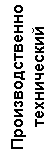 Производственно
технический